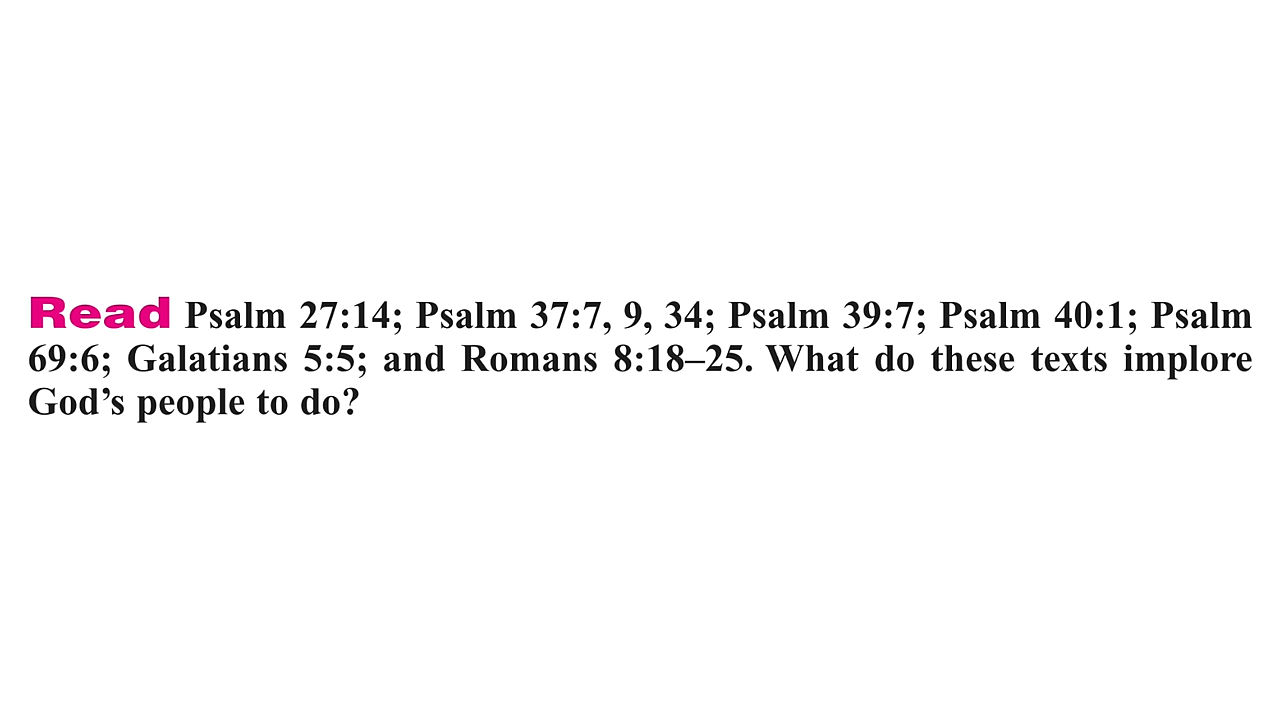 Read Psalm 27:14; Psalm 37:7, 9, 34; Psalm 39:7; Psalm 40:1; Psalm
69:6; Galatians 5:5; and Romans 8:18–25. What do these texts implore
God’s people to do?